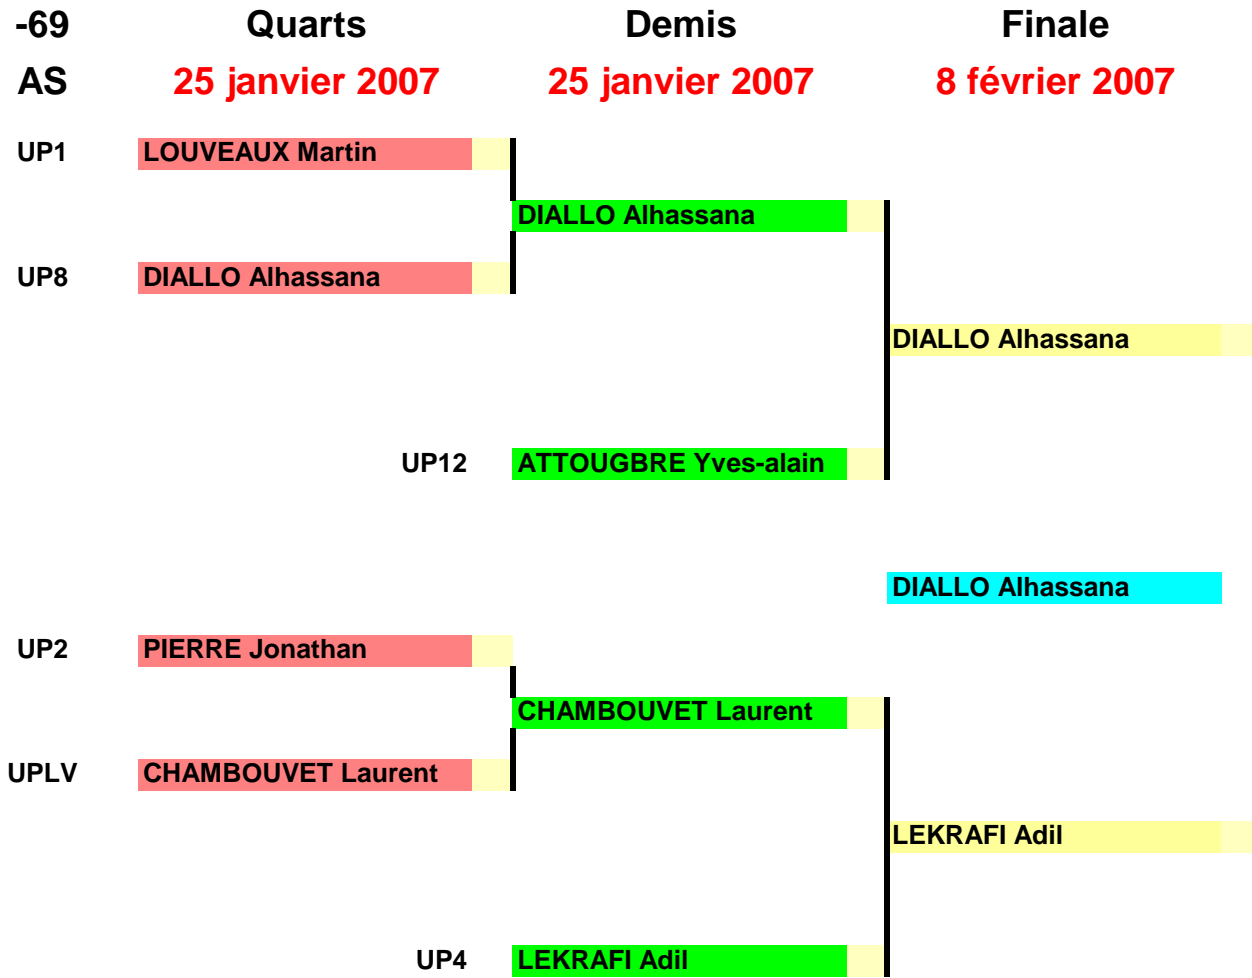 -69 Quarts Demis Finale
AS 25 janvier 2007 25 janvier 2007 8 février 2007
UP1 LOUVEAUX Martin
DIALLO Alhassana
UP8 DIALLO Alhassana
DIALLO Alhassana
UP12 ATTOUGBRE Yves-alain
DIALLO Alhassana
UP2 PIERRE Jonathan
CHAMBOUVET Laurent
UPLV CHAMBOUVET Laurent
LEKRAFI Adil
UP4 LEKRAFI Adil